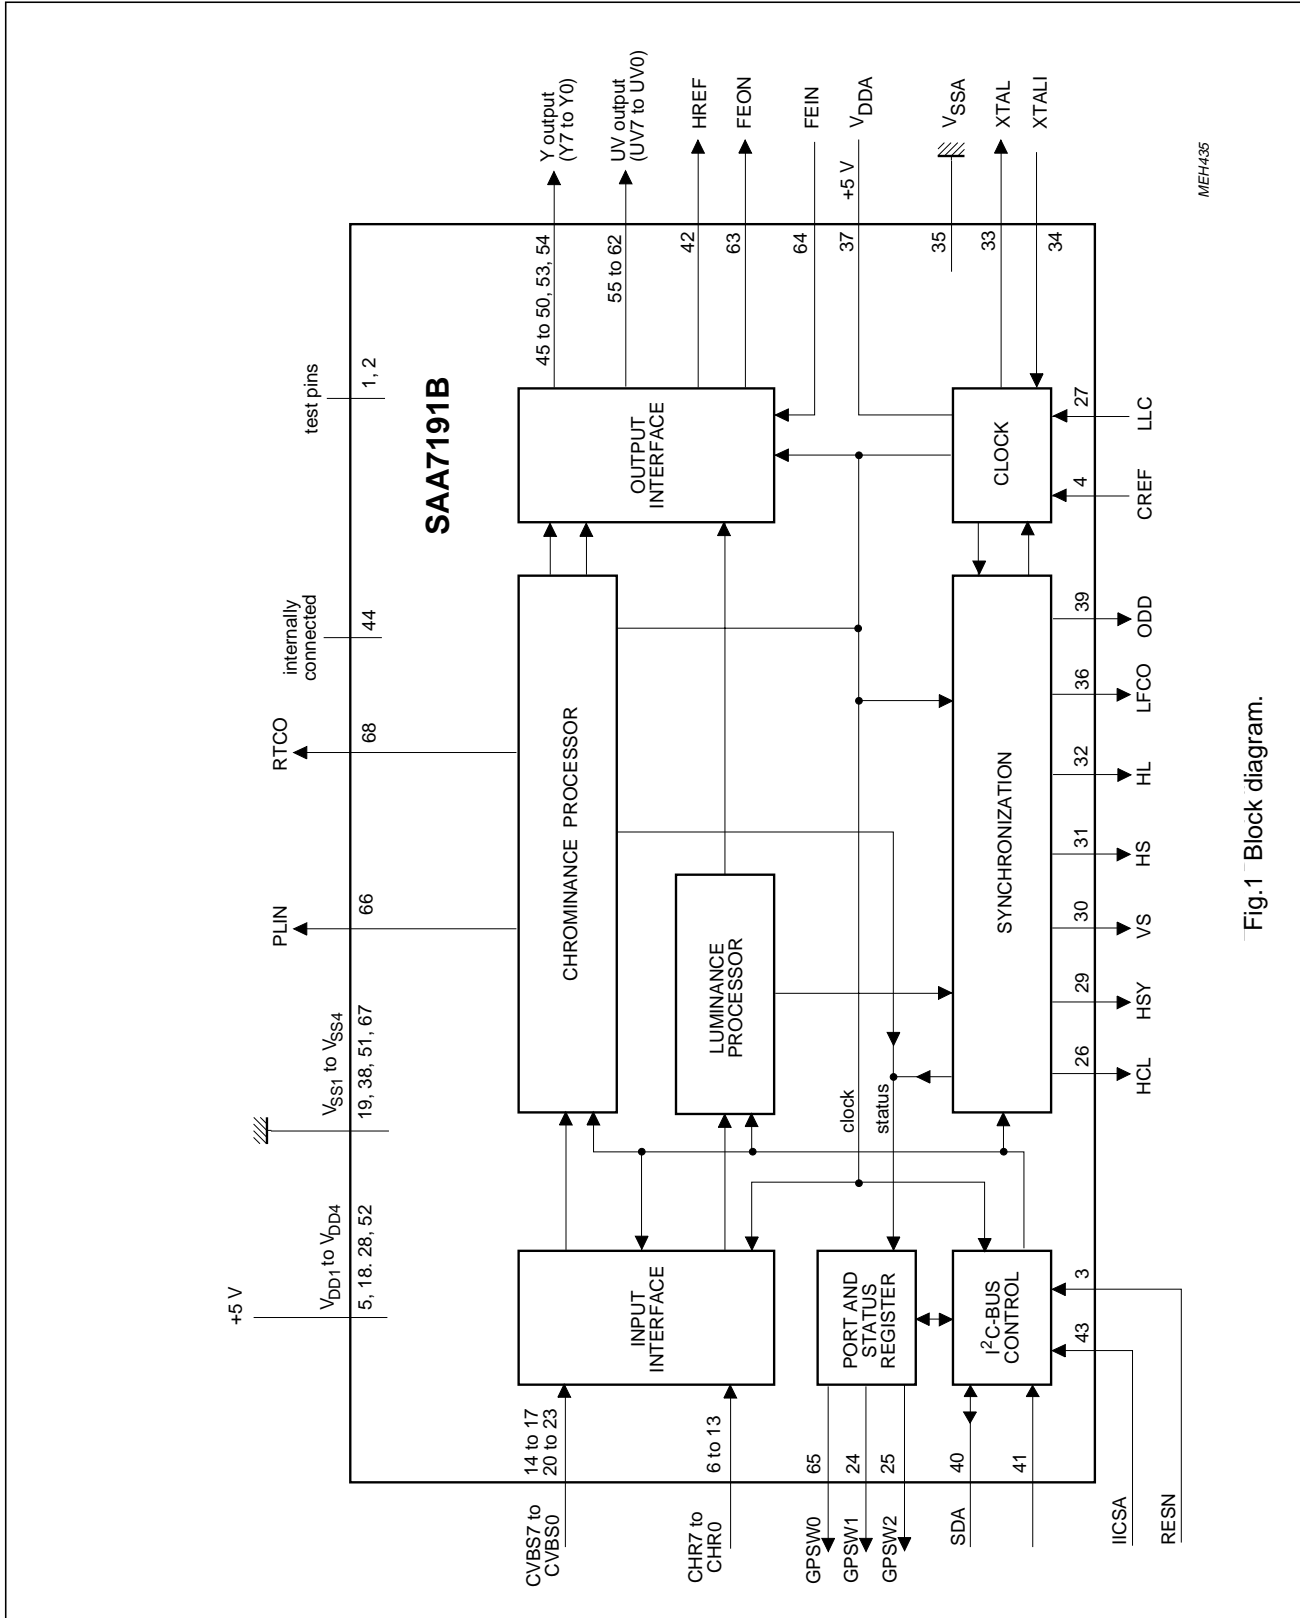 +5 V
VDD1 to VDD4
5, 18. 28, 52
VSS1 to VSS4
19, 38, 51, 67
PLIN
66
RTCO
68
internally
connected
44
test pins
1, 2
SAA7191B
CVBS7 to
CVBS0
14 to 17
20 to 23
CHR7 to
CHR0
6 to 13
INPUT
INTERFACE
CHROMINANCE PROCESSOR
LUMINANCE
PROCESSOR
OUTPUT
INTERFACE
45 to 50, 53, 54
Y output
(Y7 to Y0)
55 to 62
UV output
(UV7 to UV0)
42
HREF
63
FEON
64
FEIN
37
+5 V
VDDA
35
VSSA
33
XTAL
34
XTALI
clock
status
GPSW0
65
GPSW1
24
GPSW2
25
PORT AND
STATUS
REGISTER
SDA
40
41
I2C-BUS
CONTROL
SYNCHRONIZATION
CLOCK
43
3
IICSA
RESN
26
HCL
29
HSY
30
VS
31
HS
32
HL
36
LFCO
39
ODD
4
CREF
27
LLC
MEH435
Fig.1 Block diagram.